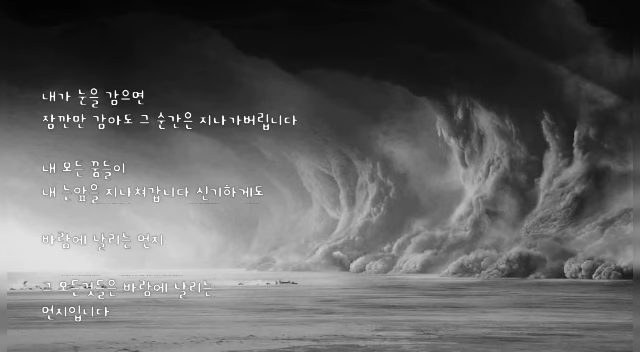 내가 눈을 감으면
잠깐만 감아도 그 순간은 지나가버립니다
내 모든 꿈들이
내 눈앞을 지나쳐갑니다 신기하게도
바람에 날리는 먼지
그 모든것들은 바람에 날리는
먼지입니다